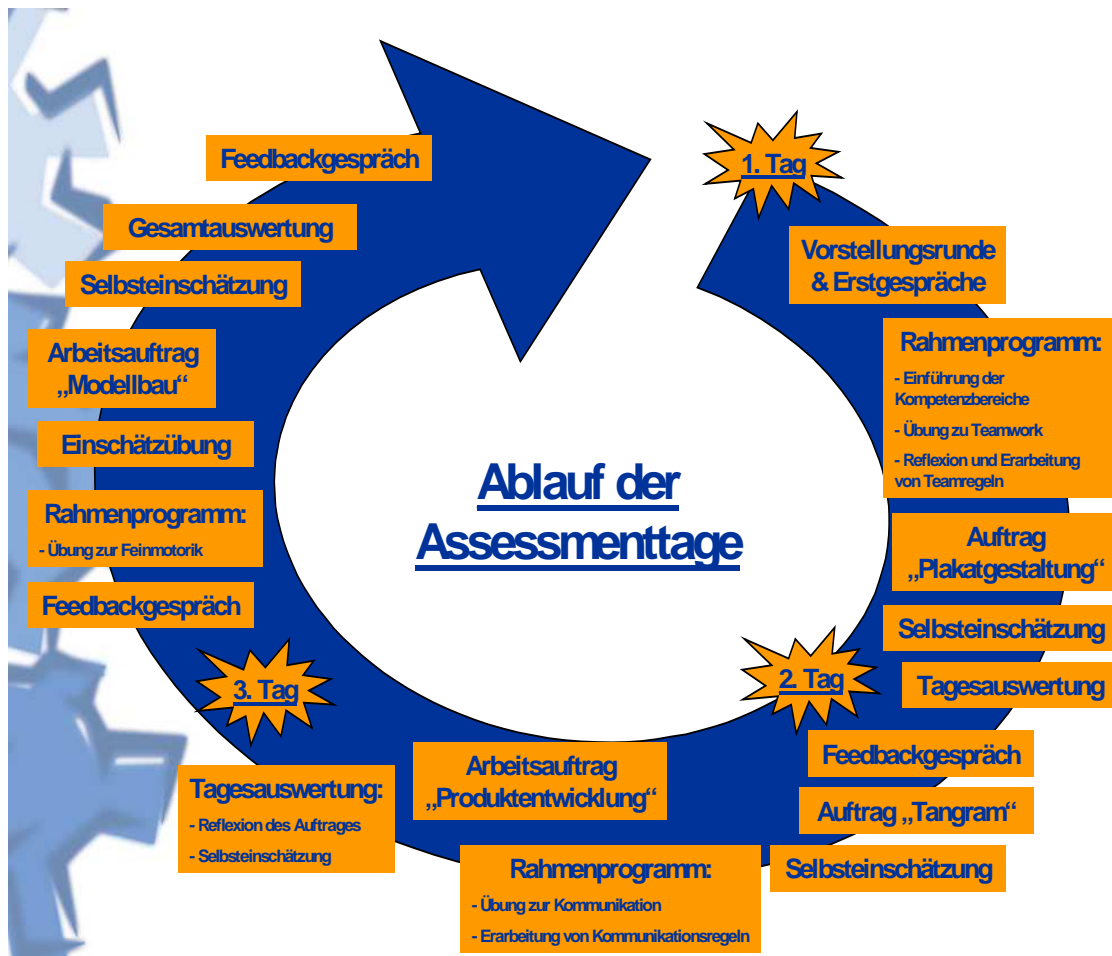 Ablauf der
Assessmenttage
1. Tag
Vorstellungsrunde
& Erstgespräche
Rahmenprogramm:
- Einführung der
Kompetenzbereiche
- Übung zu Teamwork
- Reflexion und Erarbeitung
von Teamregeln
Auftrag
„Plakatgestaltung“
Selbsteinschätzung
Tagesauswertung
2. Tag
Feedbackgespräch
Auftrag „Tangram“
Selbsteinschätzung
Rahmenprogramm:
- Übung zur Kommunikation
- Erarbeitung von Kommunikationsregeln
Arbeitsauftrag
„Produktentwicklung“
Tagesauswertung:
- Reflexion des Auftrages
- Selbsteinschätzung
3. Tag
Feedbackgespräch
Rahmenprogramm:
- Übung zur Feinmotorik
Einschätzübung
Arbeitsauftrag
„Modellbau“
Selbsteinschätzung
Gesamtauswertung
Feedbackgespräch